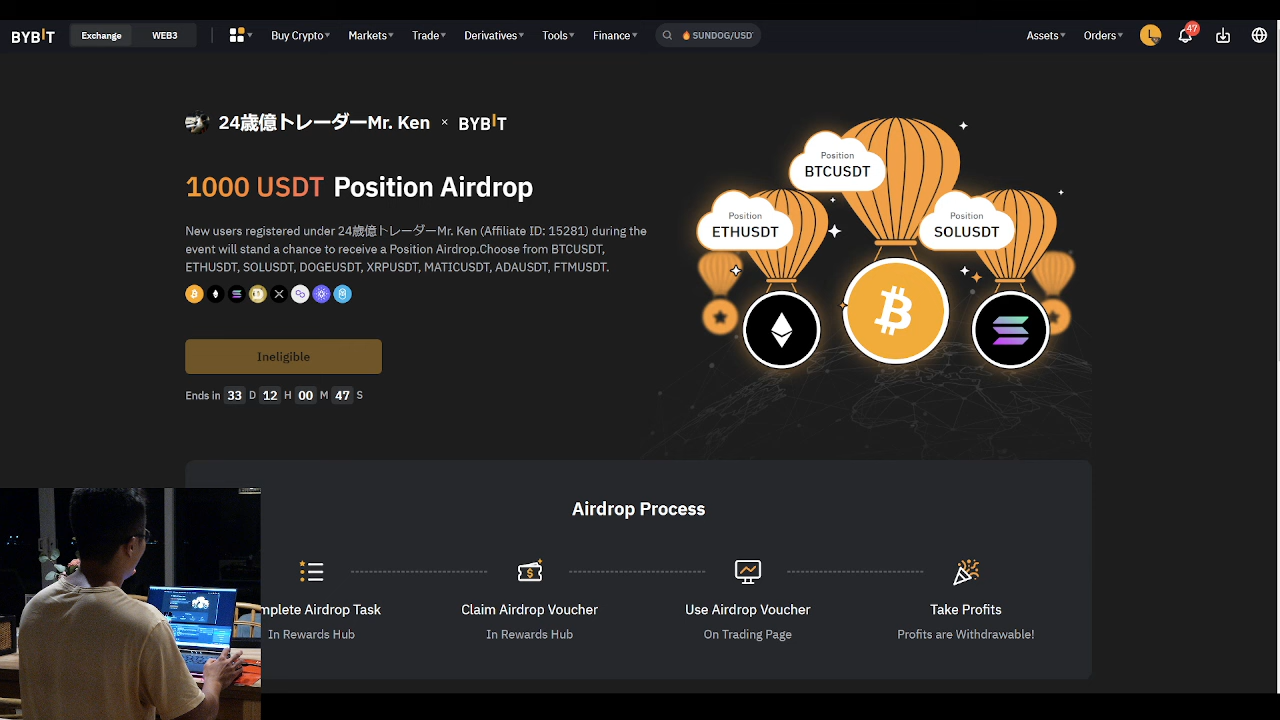 BYBIT
Exchange
WEB3
Buy Crypto
Markets
Trade
Derivatives
Tools
Finance
SUNDOG/USD
Assets
Orders
L
47
24歳億トレーダーMr. Ken × BYBIT
1000 USDT Position Airdrop
New users registered under 24歳億トレーダーMr. Ken (Affiliate ID: 15281) during the
event will stand a chance to receive a Position Airdrop.Choose from BTCUSDT,
ETHUSDT, SOLUSDT, DOGEUSDT, XRPUSDT, MATICUSDT, ADAUSDT, FTMUSDT.
Ineligible
Ends in 33 D 12 H 00 M 47 S
Position
BTCUSDT
Position
ETHUSDT
Position
SOLUSDT
Airdrop Process
mplete Airdrop Task
In Rewards Hub
Claim Airdrop Voucher
In Rewards Hub
Use Airdrop Voucher
On Trading Page
Take Profits
Profits are Withdrawable!